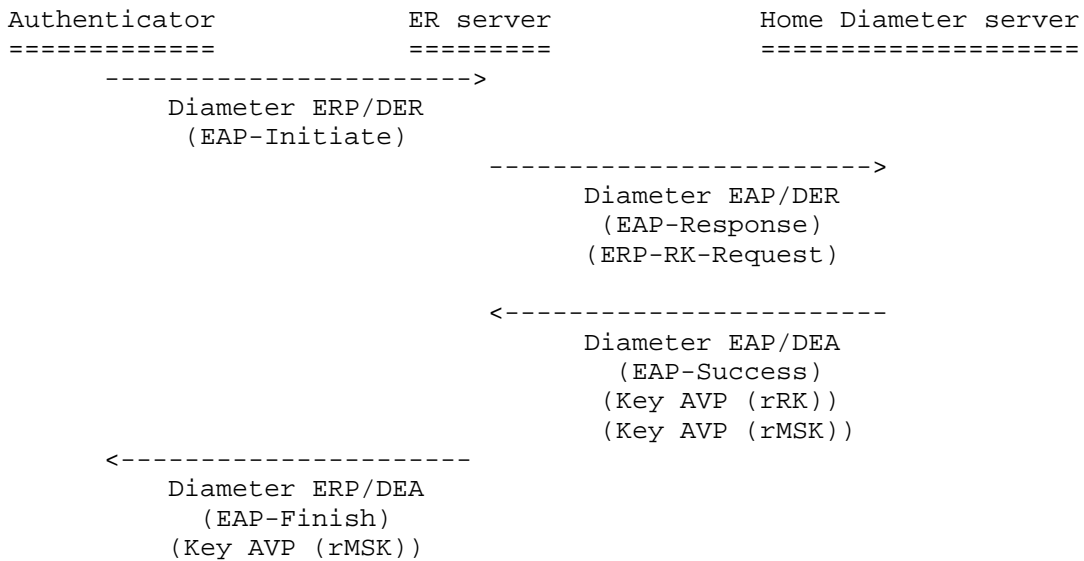 Authenticator            ER server             Home Diameter server
=============            =========             ====================
      ----------------------->
          Diameter ERP/DER
           (EAP-Initiate)
                              ------------------------>
                                    Diameter EAP/DER
                                     (EAP-Response)
                                    (ERP-RK-Request)
                              <------------------------
                                    Diameter EAP/DEA
                                      (EAP-Success)
                                     (Key AVP (rRK))
                                     (Key AVP (rMSK))
      <----------------------
          Diameter ERP/DEA
            (EAP-Finish)
          (Key AVP (rMSK))